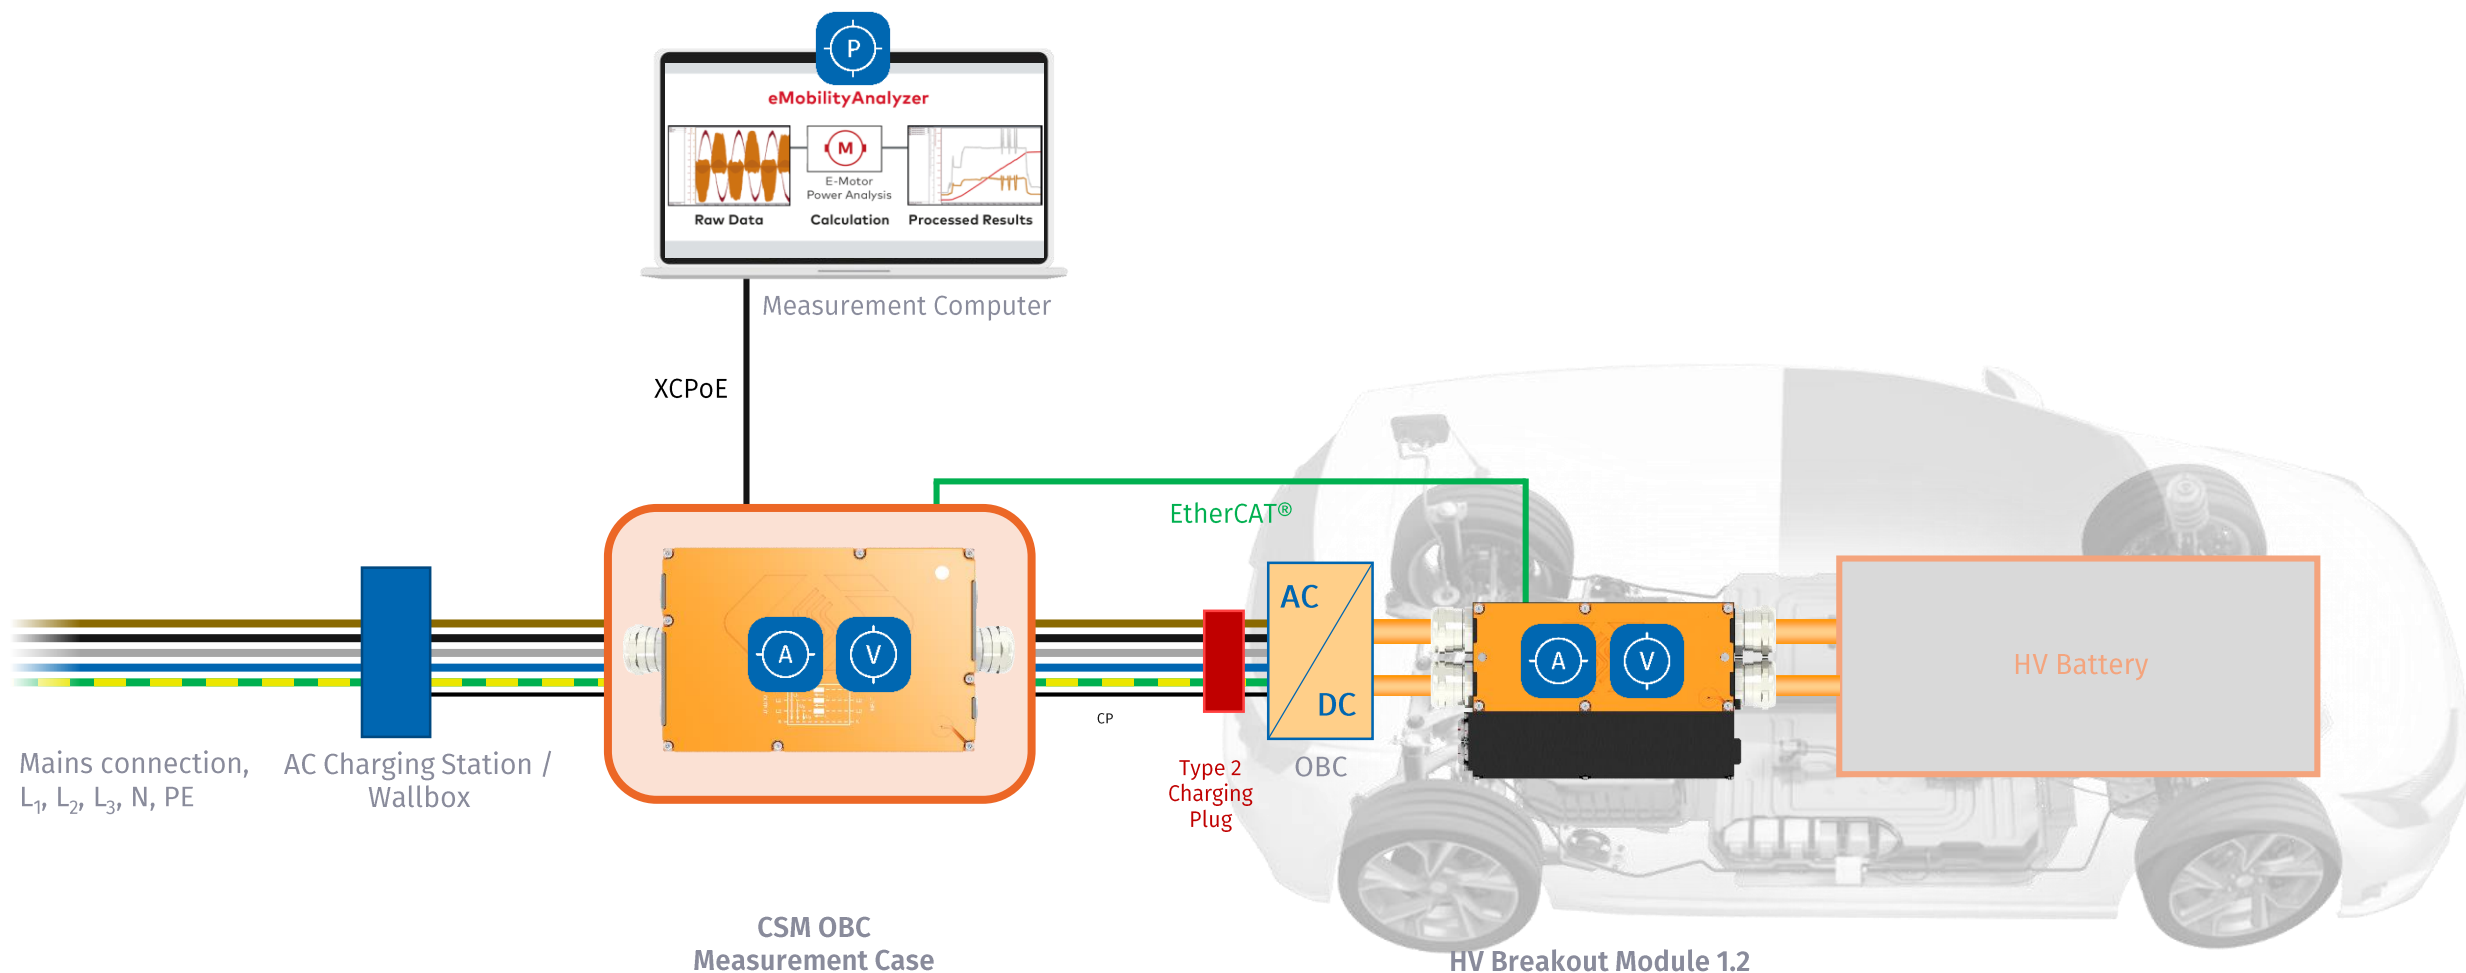 P
eMobilityAnalyzer
M
E-Motor
Power Analysis
Raw Data
Calculation
Processed Results
Measurement Computer
XCPoE
EtherCAT®
A
V
AC
DC
A
V
HV Battery
CP
Mains connection,
L₁, L₂, L₃, N, PE
AC Charging Station /
Wallbox
Type 2
Charging
Plug
OBC
CSM OBC
Measurement Case
HV Breakout Module 1.2